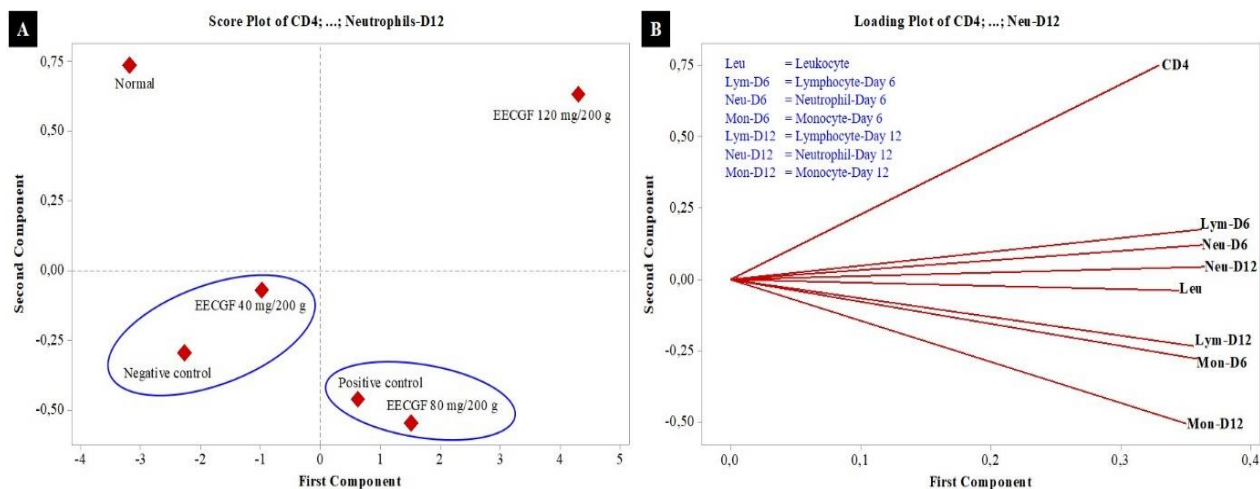 A
Score Plot of CD4; ...; Neutrophils-D12
Second Component
0,75
0,50
0,25
0,00
-0,25
-0,50
Normal
EECGF 120 mg/200 g
EECGF 40 mg/200 g
Negative control
Positive control
EECGF 80 mg/200 g
-4 -3 -2 -1 0 1 2 3 4 5
First Component
B
Loading Plot of CD4; ...; Neu-D12
Second Component
0,75
0,50
0,25
0,00
-0,25
-0,50
Leu = Leukocyte
Lym-D6 = Lymphocyte-Day 6
Neu-D6 = Neutrophil-Day 6
Mon-D6 = Monocyte-Day 6
Lym-D12 = Lymphocyte-Day 12
Neu-D12 = Neutrophil-Day 12
Mon-D12 = Monocyte-Day 12
CD4
Lym-D6
Neu-D6
Neu-D12
Leu
Lym-D12
Mon-D6
Mon-D12
0,0 0,1 0,2 0,3 0,4
First Component